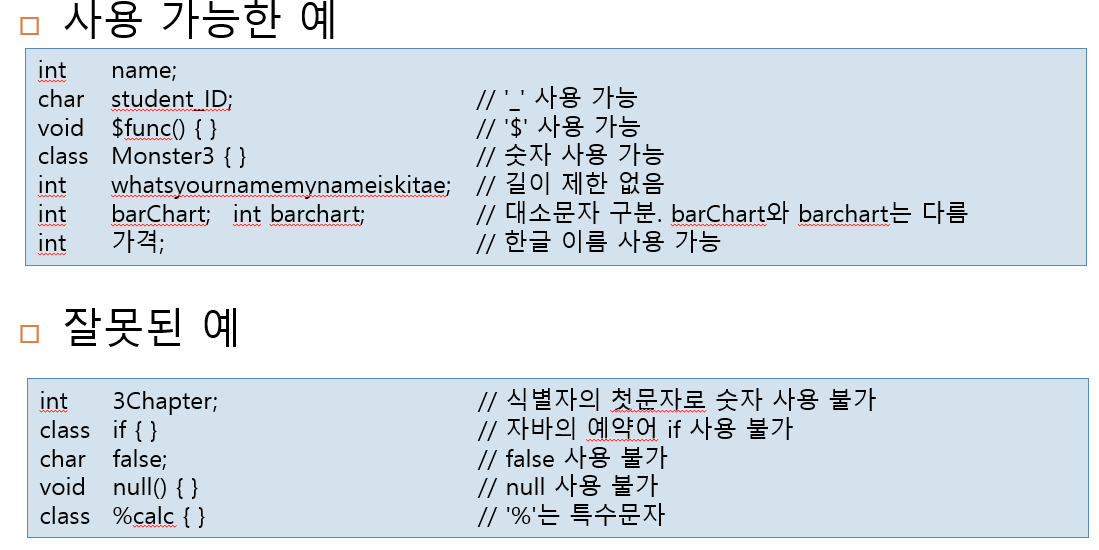 사용 가능한 예
int name;
char student_ID; // '_' 사용 가능
void $func() { } // '$' 사용 가능
class Monster3 { } // 숫자 사용 가능
int whatsyournamemynameiskitae; // 길이 제한 없음
int barChart; int barchart; // 대소문자 구분. barChart와 barchart는 다름
int 가격; // 한글 이름 사용 가능
잘못된 예
int 3Chapter; // 식별자의 첫문자로 숫자 사용 불가
class if { } // 자바의 예약어 if 사용 불가
char false; // false 사용 불가
void null() { } // null 사용 불가
class %calc { } // '%'는 특수문자